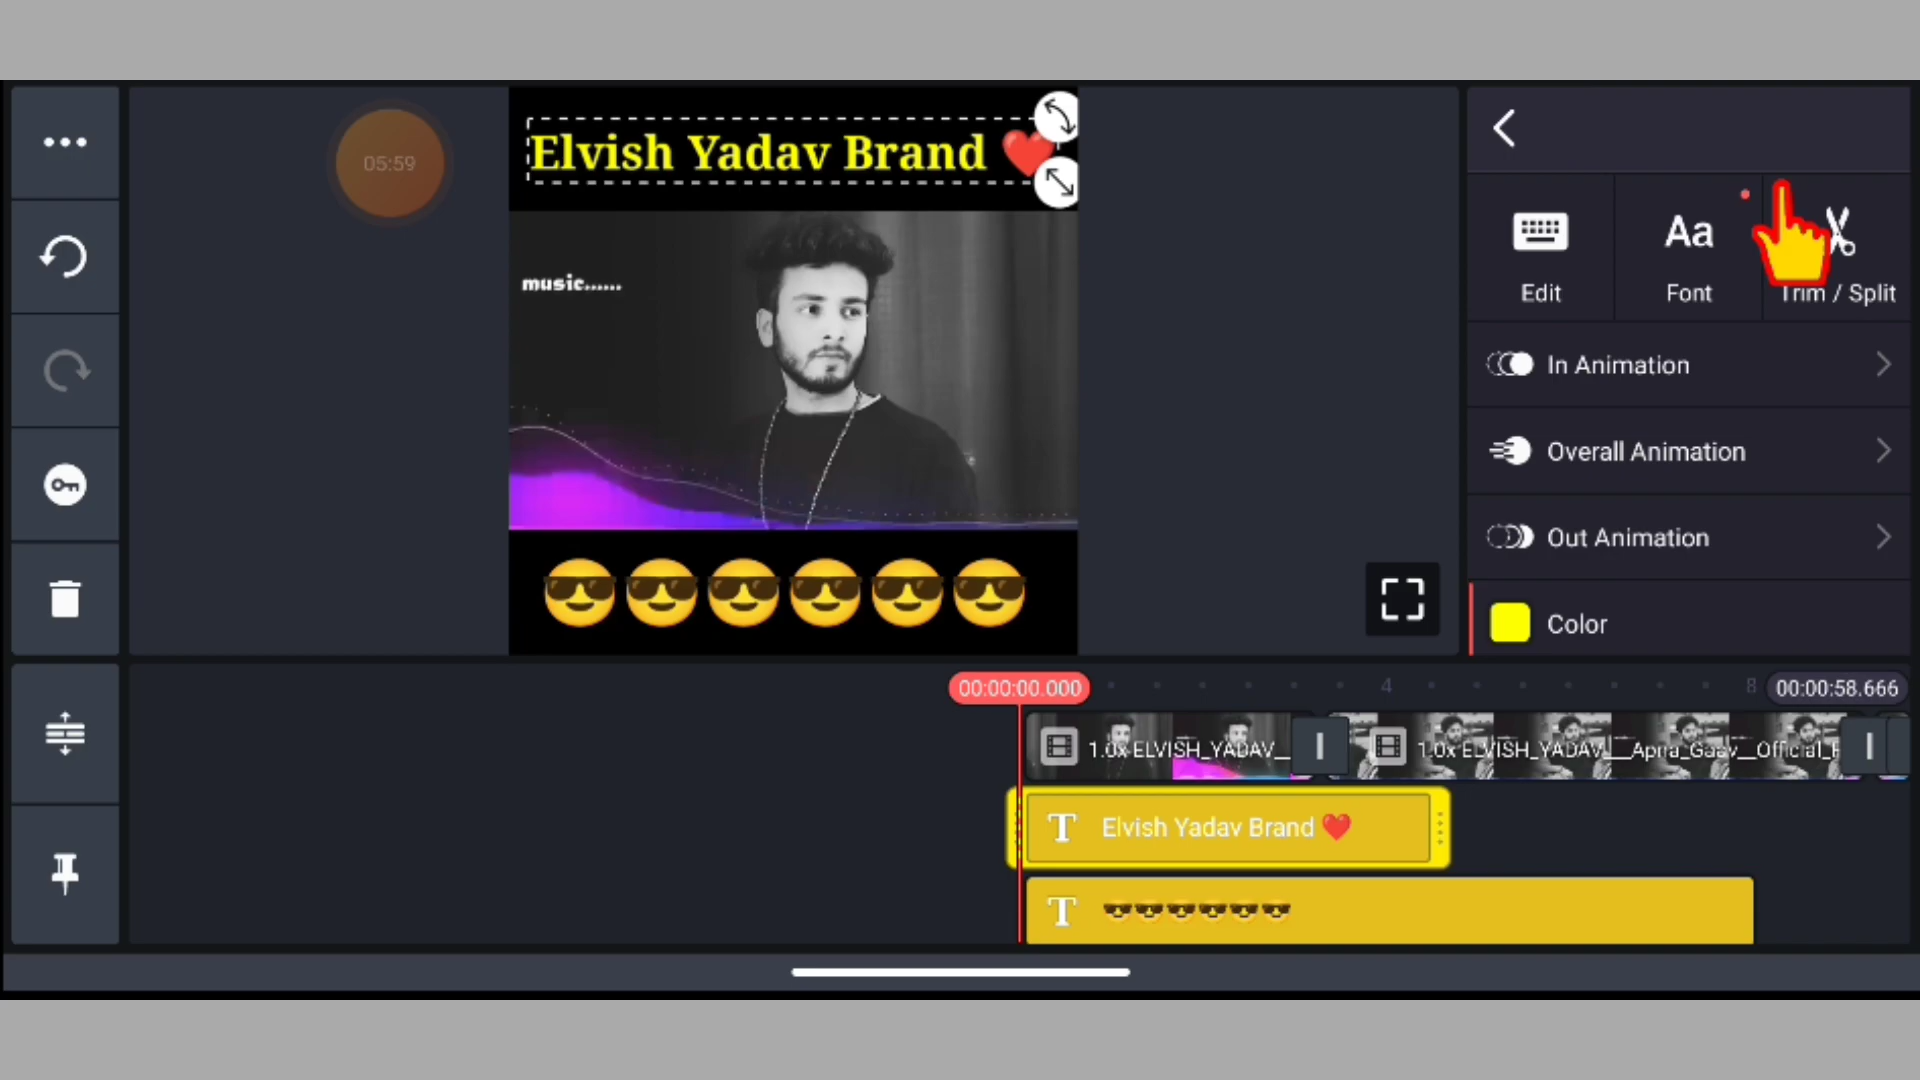 05:59
Elvish Yadav Brand ❤️
music......
😎😎😎😎😎😎
Edit
Font
Trim / Split
In Animation
Overall Animation
Out Animation
Color
00:00:00.000
4
8
00:00:58.666
1.0x ELVISH_YADAV_
1.0x ELVISH_YADAV__Apna_Gaav__Official_
Elvish Yadav Brand ❤️
😎😎😎😎😎😎